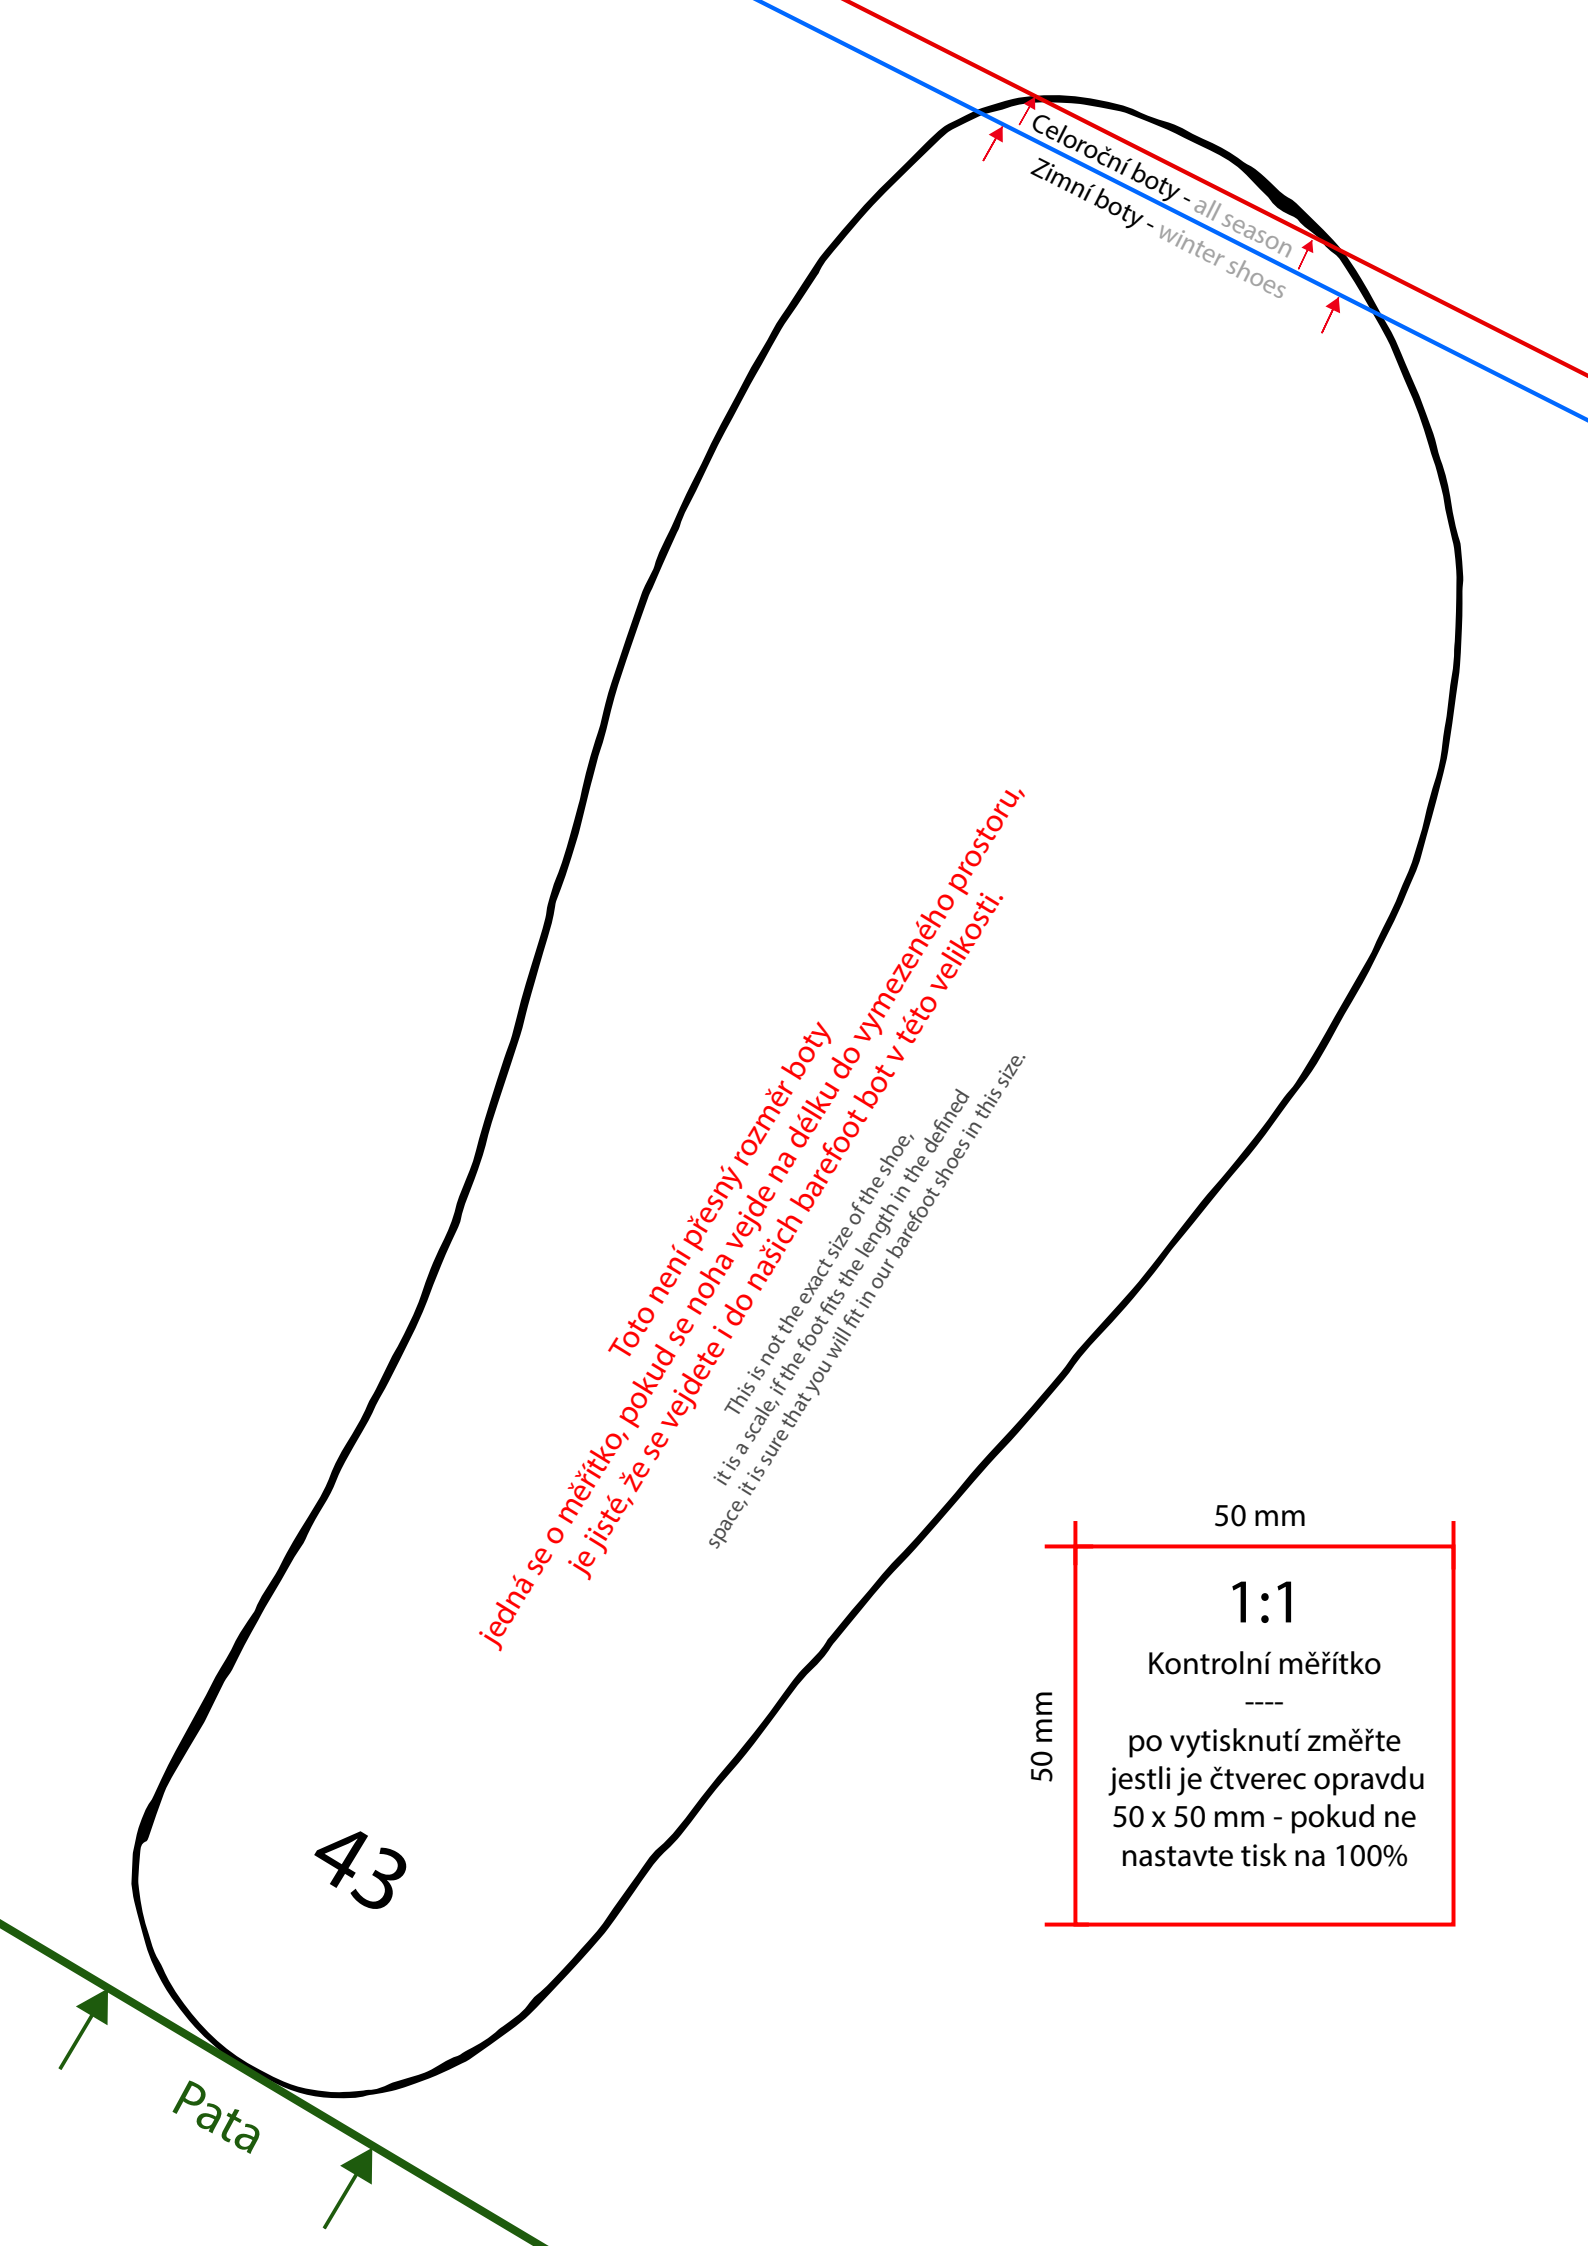 Celoroční boty - all season
Zimní boty - winter shoes
Toto není přesný rozměr boty
jedná se o měřítko, pokud se noha vejde na délku do vymezeného prostoru,
je jisté, že se vejdete i do našich barefoot bot v této velikosti.
This is not the exact size of the shoe,
it is a scale, if the foot fits the length in the defined
space, it is sure that you will fit in our barefoot shoes in this size.
50 mm
50 mm
1:1
Kontrolní měřítko
----
po vytisknutí změřte
jestli je čtverec opravdu
50 x 50 mm - pokud ne
nastavte tisk na 100%
43
Pata